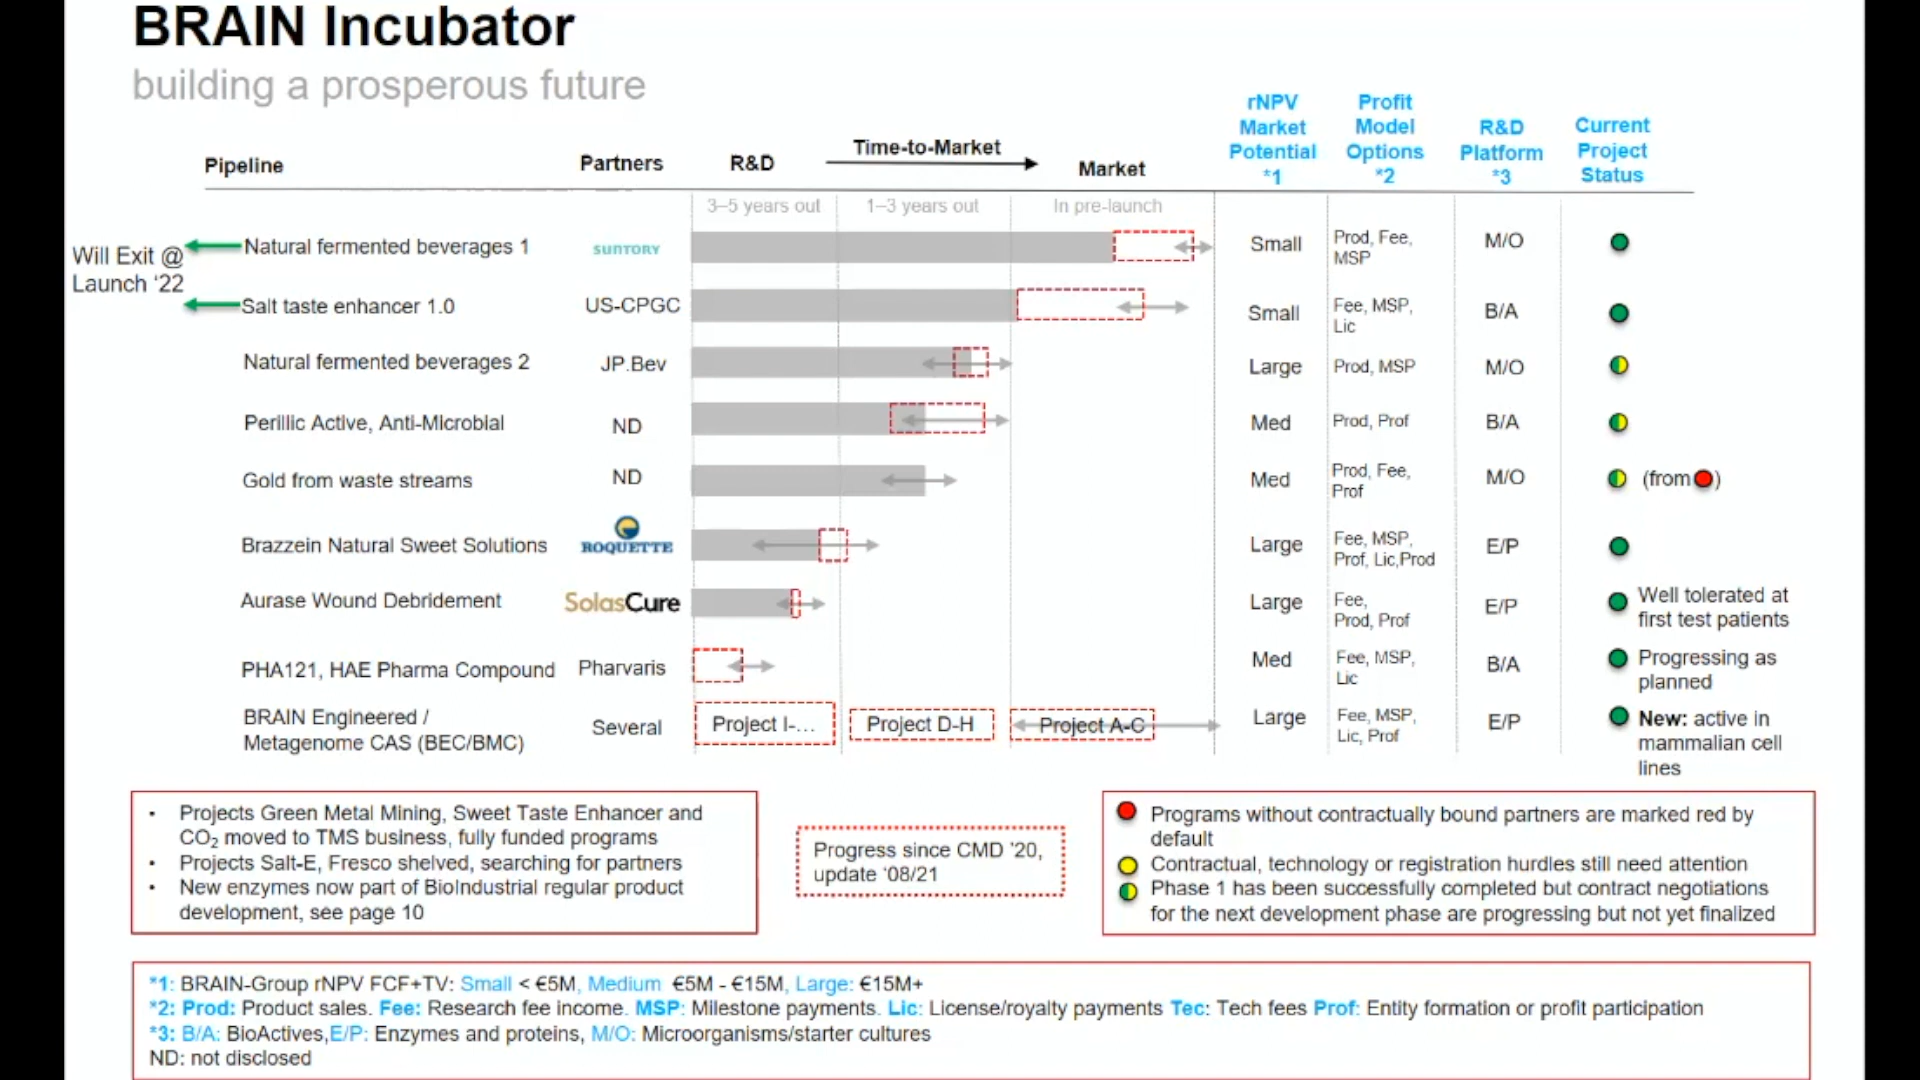 BRAIN Incubator
building a prosperous future
Pipeline
Partners
R&D
Time-to-Market
Market
rNPV
Market
Potential
*1
Profit
Model
Options
*2
R&D
Platform
*3
Current
Project
Status
3–5 years out
1–3 years out
In pre-launch
Will Exit @
Launch ‘22
Natural fermented beverages 1
SUNTORY
Small
Prod, Fee,
MSP
M/O
Salt taste enhancer 1.0
US-CPGC
Small
Fee, MSP,
Lic
B/A
Natural fermented beverages 2
JP.Bev
Large
Prod, MSP
M/O
Perillic Active, Anti-Microbial
ND
Med
Prod, Prof
B/A
Gold from waste streams
ND
Med
Prod, Fee,
Prof
M/O
(from )
Brazzein Natural Sweet Solutions
ROQUETTE
Large
Fee, MSP,
Prof, Lic,Prod
E/P
Aurase Wound Debridement
SolasCure
Large
Fee,
Prod, Prof
E/P
Well tolerated at
first test patients
PHA121, HAE Pharma Compound
Pharvaris
Med
Fee, MSP,
Lic
B/A
Progressing as
planned
BRAIN Engineered /
Metagenome CAS (BEC/BMC)
Several
Project I-...
Project D-H
Project A-C
Large
Fee, MSP,
Lic, Prof
E/P
New: active in
mammalian cell
lines
• Projects Green Metal Mining, Sweet Taste Enhancer and
CO₂ moved to TMS business, fully funded programs
• Projects Salt-E, Fresco shelved, searching for partners
• New enzymes now part of BioIndustrial regular product
development, see page 10
Progress since CMD ’20,
update ‘08/21
Programs without contractually bound partners are marked red by
default
Contractual, technology or registration hurdles still need attention
Phase 1 has been successfully completed but contract negotiations
for the next development phase are progressing but not yet finalized
*1: BRAIN-Group rNPV FCF+TV: Small < €5M, Medium €5M - €15M, Large: €15M+
*2: Prod: Product sales. Fee: Research fee income. MSP: Milestone payments. Lic: License/royalty payments Tec: Tech fees Prof: Entity formation or profit participation
*3: B/A: BioActives,E/P: Enzymes and proteins, M/O: Microorganisms/starter cultures
ND: not disclosed